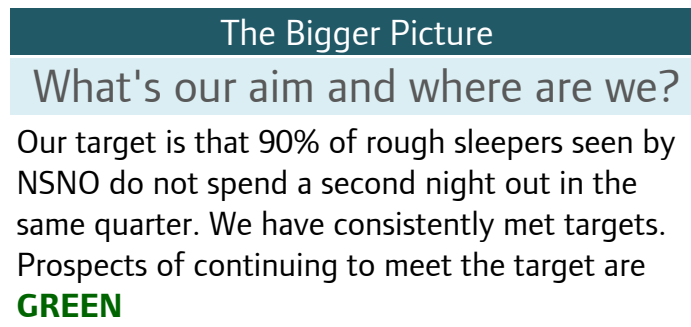 The Bigger Picture
What's our aim and where are we?
Our target is that 90% of rough sleepers seen by
NSNO do not spend a second night out in the
same quarter. We have consistently met targets.
Prospects of continuing to meet the target are
GREEN